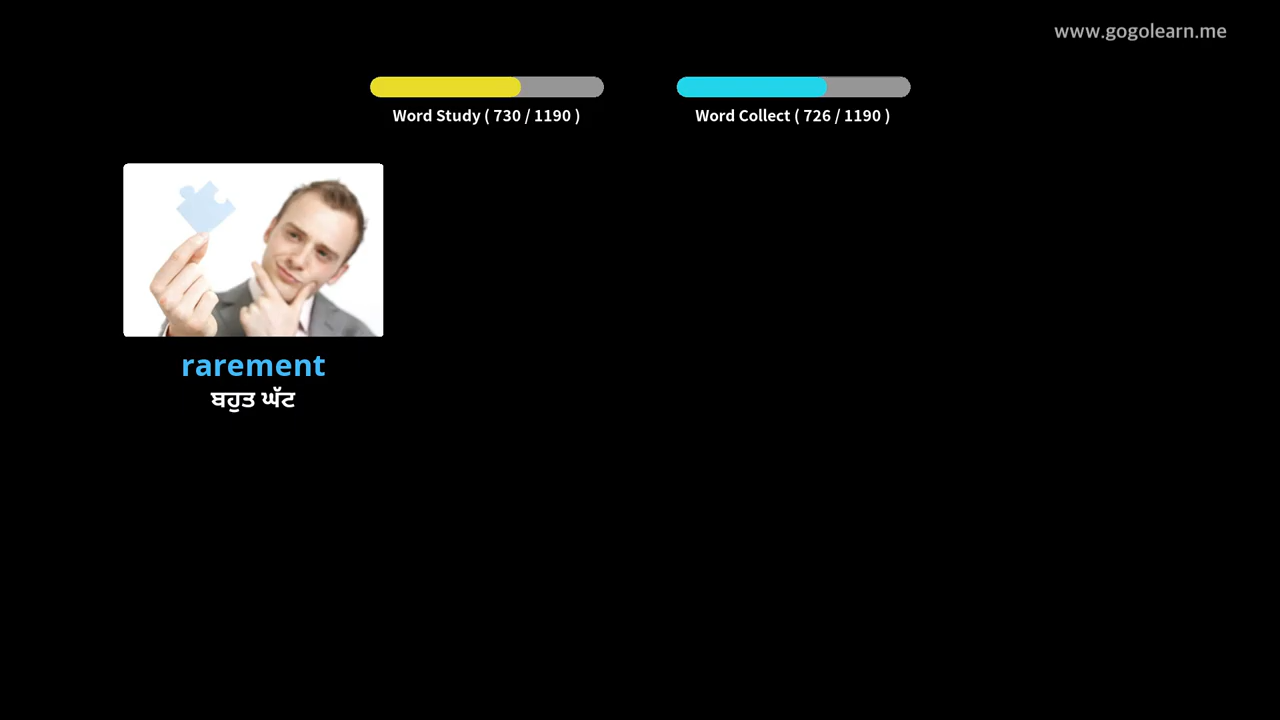 www.gogolearn.me
Word Study ( 730 / 1190 )
Word Collect ( 726 / 1190 )
rarement
ਬਹੁਤ ਘੱਟ